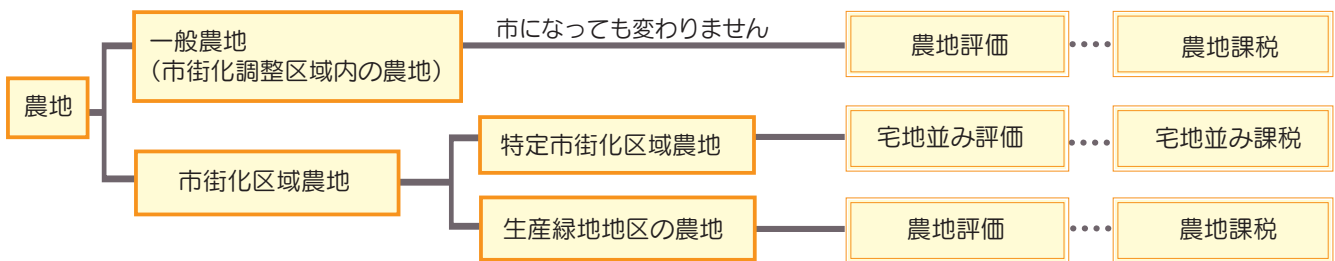 農地
一般農地
（市街化調整区域内の農地）
市になっても変わりません
農地評価
農地課税
市街化区域農地
特定市街化区域農地
宅地並み評価
宅地並み課税
生産緑地地区の農地
農地評価
農地課税